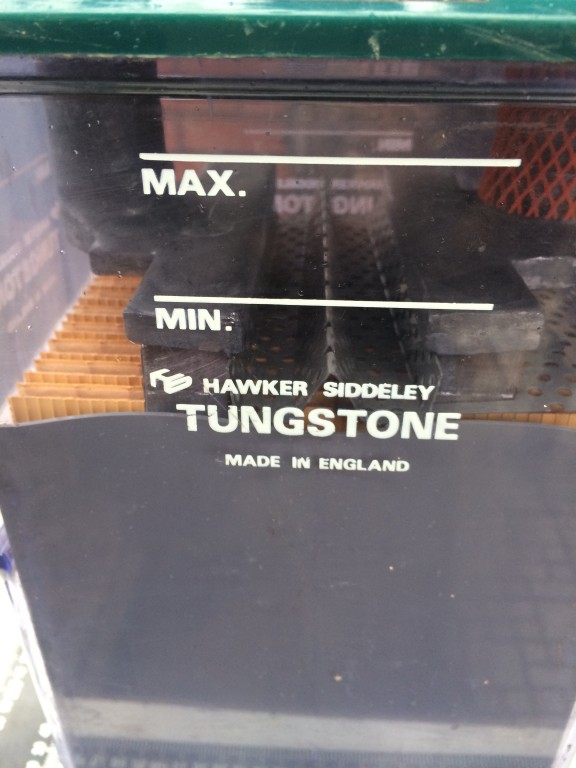 MAX.
MIN.
HAWKER SIDDELEY
TUNGSTONE
MADE IN ENGLAND